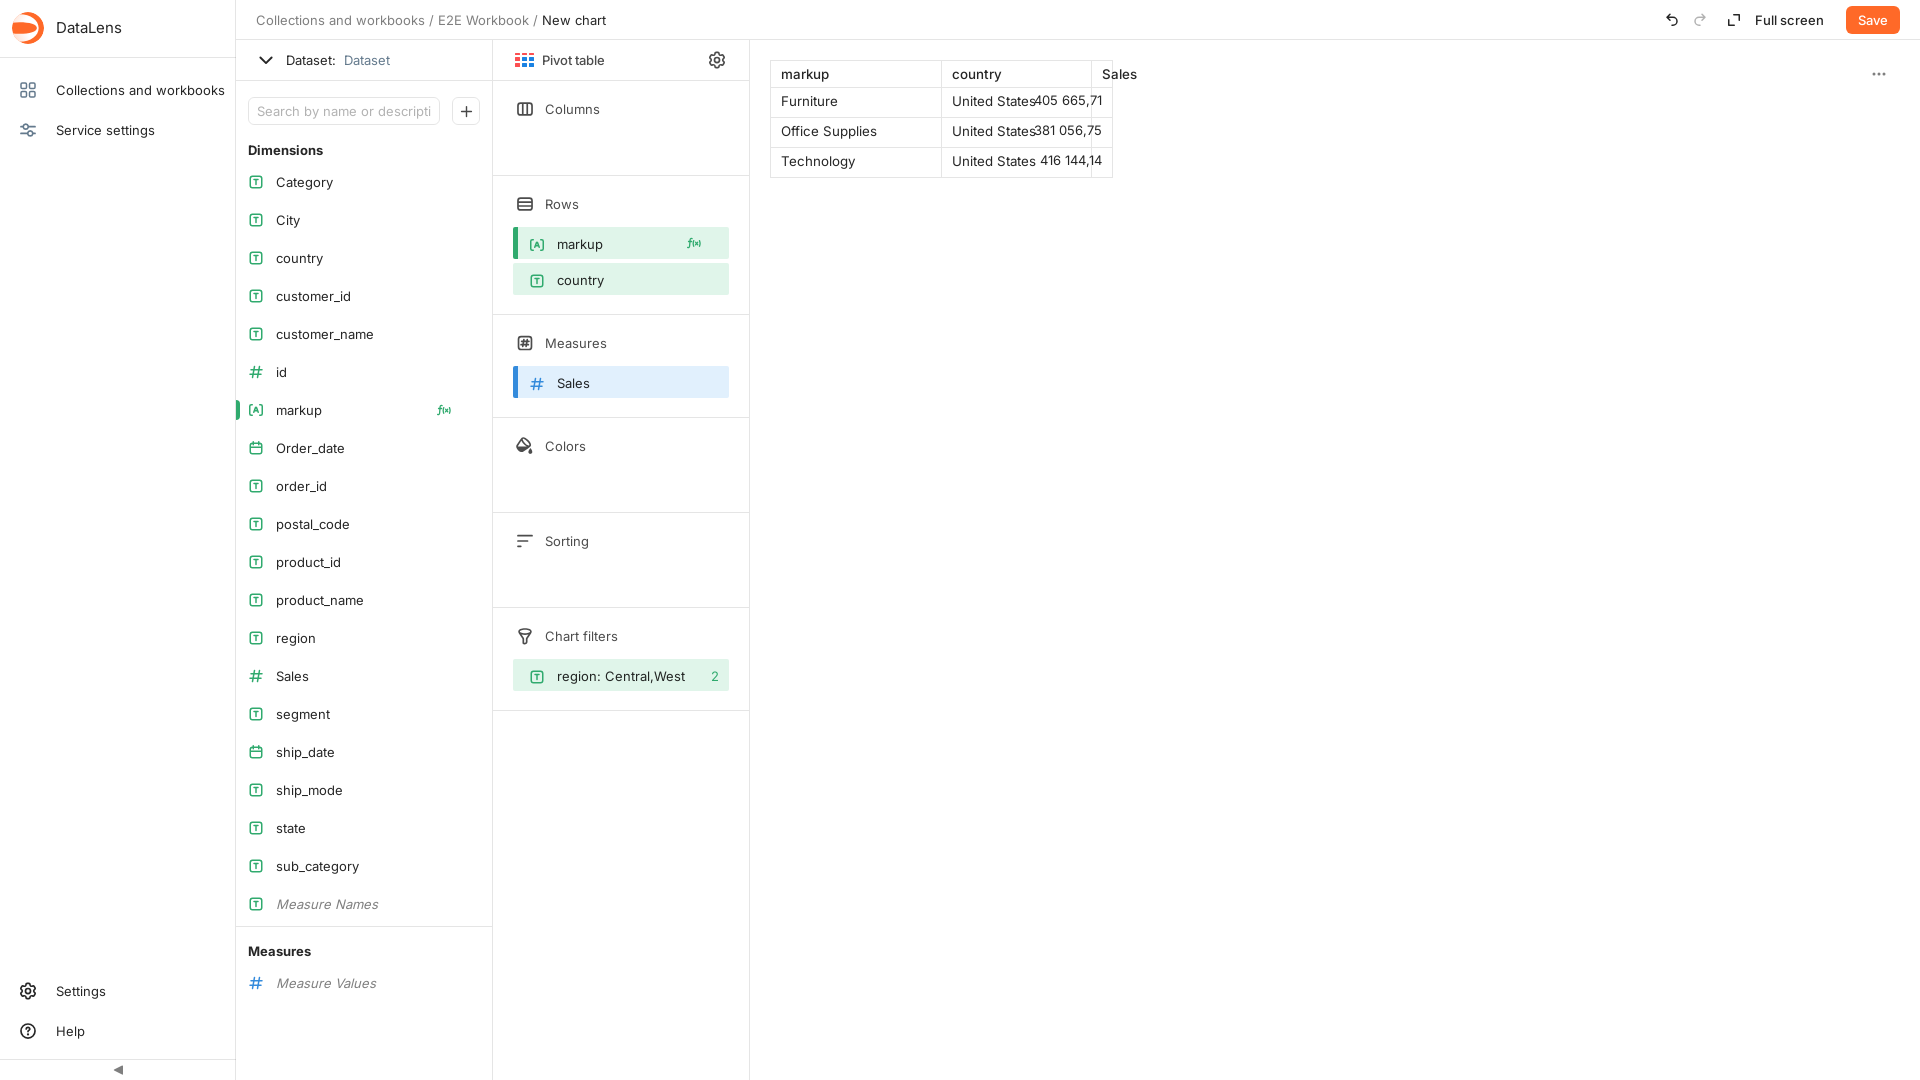 DataLens
Collections and workbooks / E2E Workbook / New chart
Full screen
Save
Collections and workbooks
Service settings
Settings
Help
Dataset: Dataset
Search by name or descripti
Dimensions
Category
City
country
customer_id
customer_name
id
markup
Order_date
order_id
postal_code
product_id
product_name
region
Sales
segment
ship_date
ship_mode
state
sub_category
Measure Names
Measures
Measure Values
Pivot table
Columns
Rows
markup
country
Measures
Sales
Colors
Sorting
Chart filters
region: Central,West 2
markup country Sales
Furniture United States 405 665,71
Office Supplies United States 381 056,75
Technology United States 416 144,14